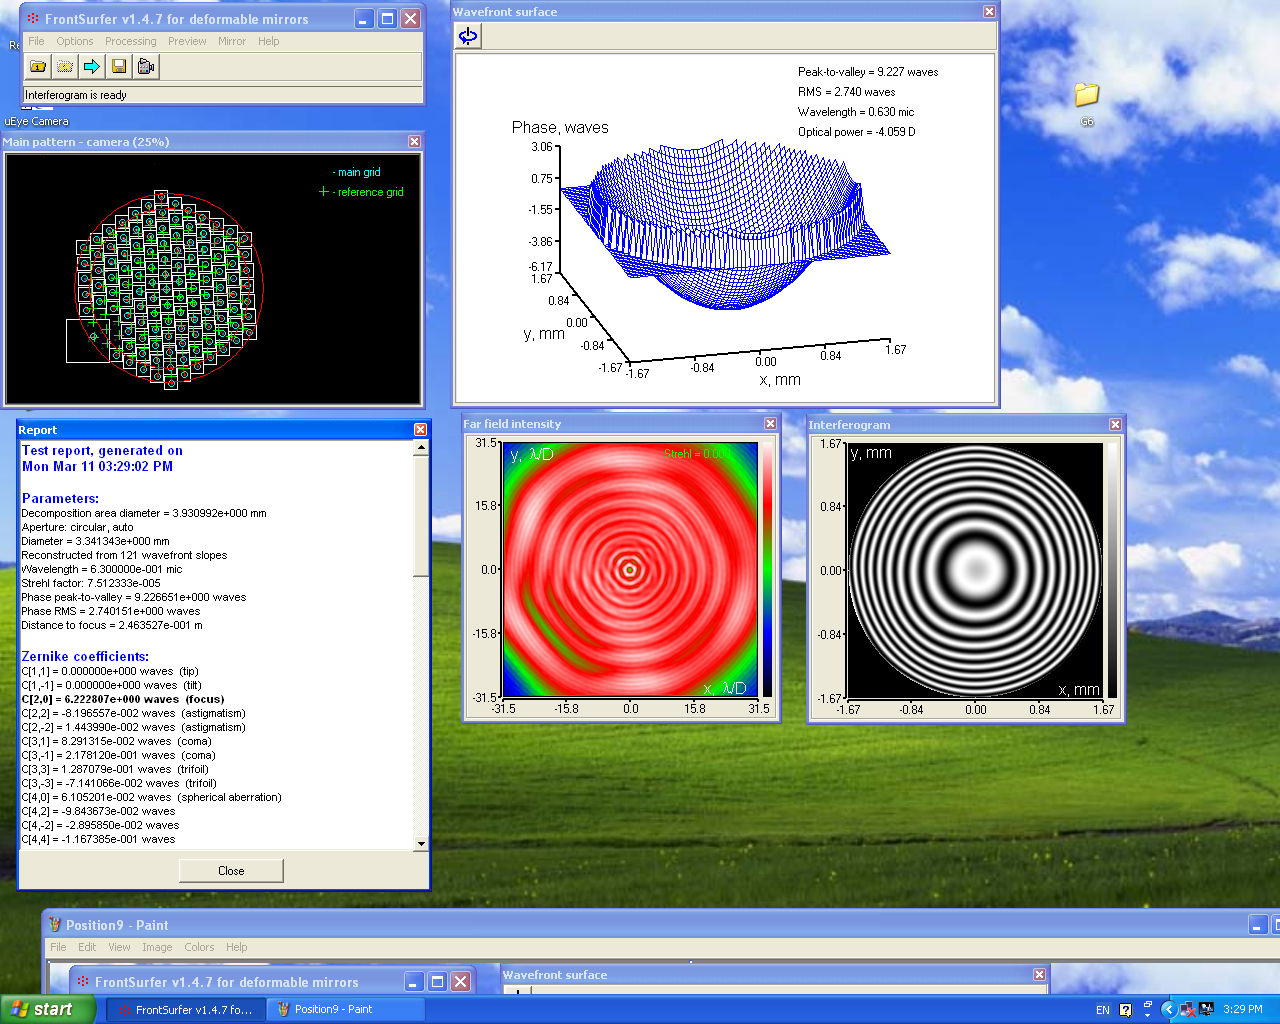 FrontSurfer v1.4.7 for deformable mirrors
File Options Processing Preview Mirror Help
Interferogram is ready
uEye Camera
Main pattern - camera (25%)
- main grid
- reference grid
Wavefront surface
Peak-to-valley = 9.227 waves
RMS = 2.740 waves
Wavelength = 0.630 mic
Optical power = -4.059 D
Phase, waves
3.06
0.75
-1.55
-3.86
-6.17
1.67
0.84
0.00
y, mm
-0.84
-1.67
-1.67
-0.84
0.00
0.84
1.67
x, mm
G6
Report
Test report, generated on
Mon Mar 11 03:29:02 PM
Parameters:
Decomposition area diameter = 3.930992e+000 mm
Aperture: circular, auto
Diameter = 3.341343e+000 mm
Reconstructed from 121 wavefront slopes
Wavelength = 6.300000e-001 mic
Strehl factor: 7.512333e-005
Phase peak-to-valley = 9.226651e+000 waves
Phase RMS = 2.740151e+000 waves
Distance to focus = 2.463527e-001 m
Zernike coefficients:
C[1,1] = 0.000000e+000 waves (tip)
C[1,-1] = 0.000000e+000 waves (tilt)
C[2,0] = 6.222807e+000 waves (focus)
C[2,2] = -8.196557e-002 waves (astigmatism)
C[2,-2] = 1.443990e-002 waves (astigmatism)
C[3,1] = 8.291315e-002 waves (coma)
C[3,-1] = 2.178120e-001 waves (coma)
C[3,3] = 1.287079e-001 waves (trifoil)
C[3,-3] = -7.141066e-002 waves (trifoil)
C[4,0] = 6.105201e-002 waves (spherical aberration)
C[4,2] = -9.843673e-002 waves
C[4,-2] = -2.895850e-002 waves
C[4,4] = -1.167385e-001 waves
Close
Far field intensity
31.5
15.8
0.0
-15.8
-31.5
y, λ/D
Strehl = 0.000
x, λ/D
-31.5 -15.8 0.0 15.8 31.5
Interferogram
1.67
0.84
0.00
-0.84
-1.67
y, mm
x, mm
-1.67 -0.84 0.00 0.84 1.67
Position9 - Paint
File Edit View Image Colors Help
FrontSurfer v1.4.7 for deformable mirrors
Wavefront surface
start
FrontSurfer v1.4.7 fo...
Position9 - Paint
EN
3:29 PM